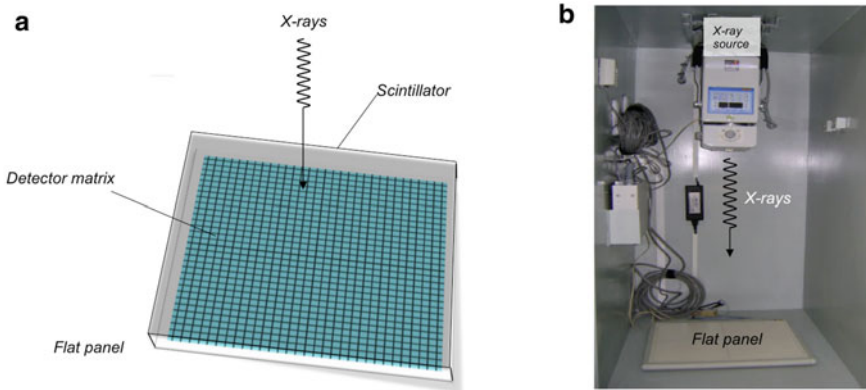 a
X-rays
Scintillator
Detector matrix
Flat panel
b
X-ray
source
X-rays
Flat panel